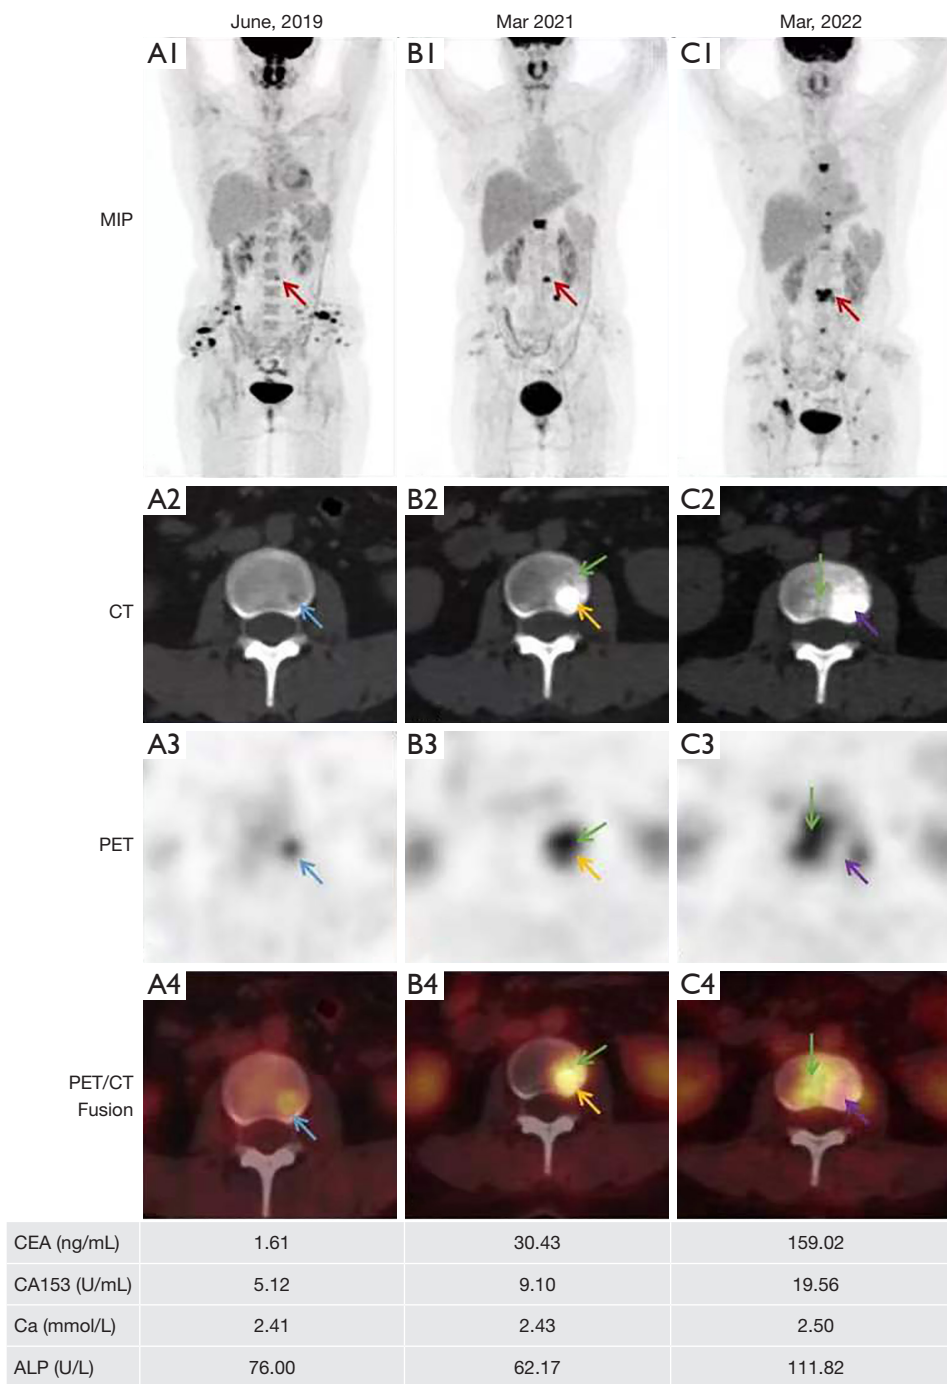 June, 2019 Mar 2021 Mar, 2022
A1 B1 C1
MIP
A2 B2 C2
CT
A3 B3 C3
PET
A4 B4 C4
PET/CT
Fusion
CEA (ng/mL) 1.61 30.43 159.02
CA153 (U/mL) 5.12 9.10 19.56
Ca (mmol/L) 2.41 2.43 2.50
ALP (U/L) 76.00 62.17 111.82